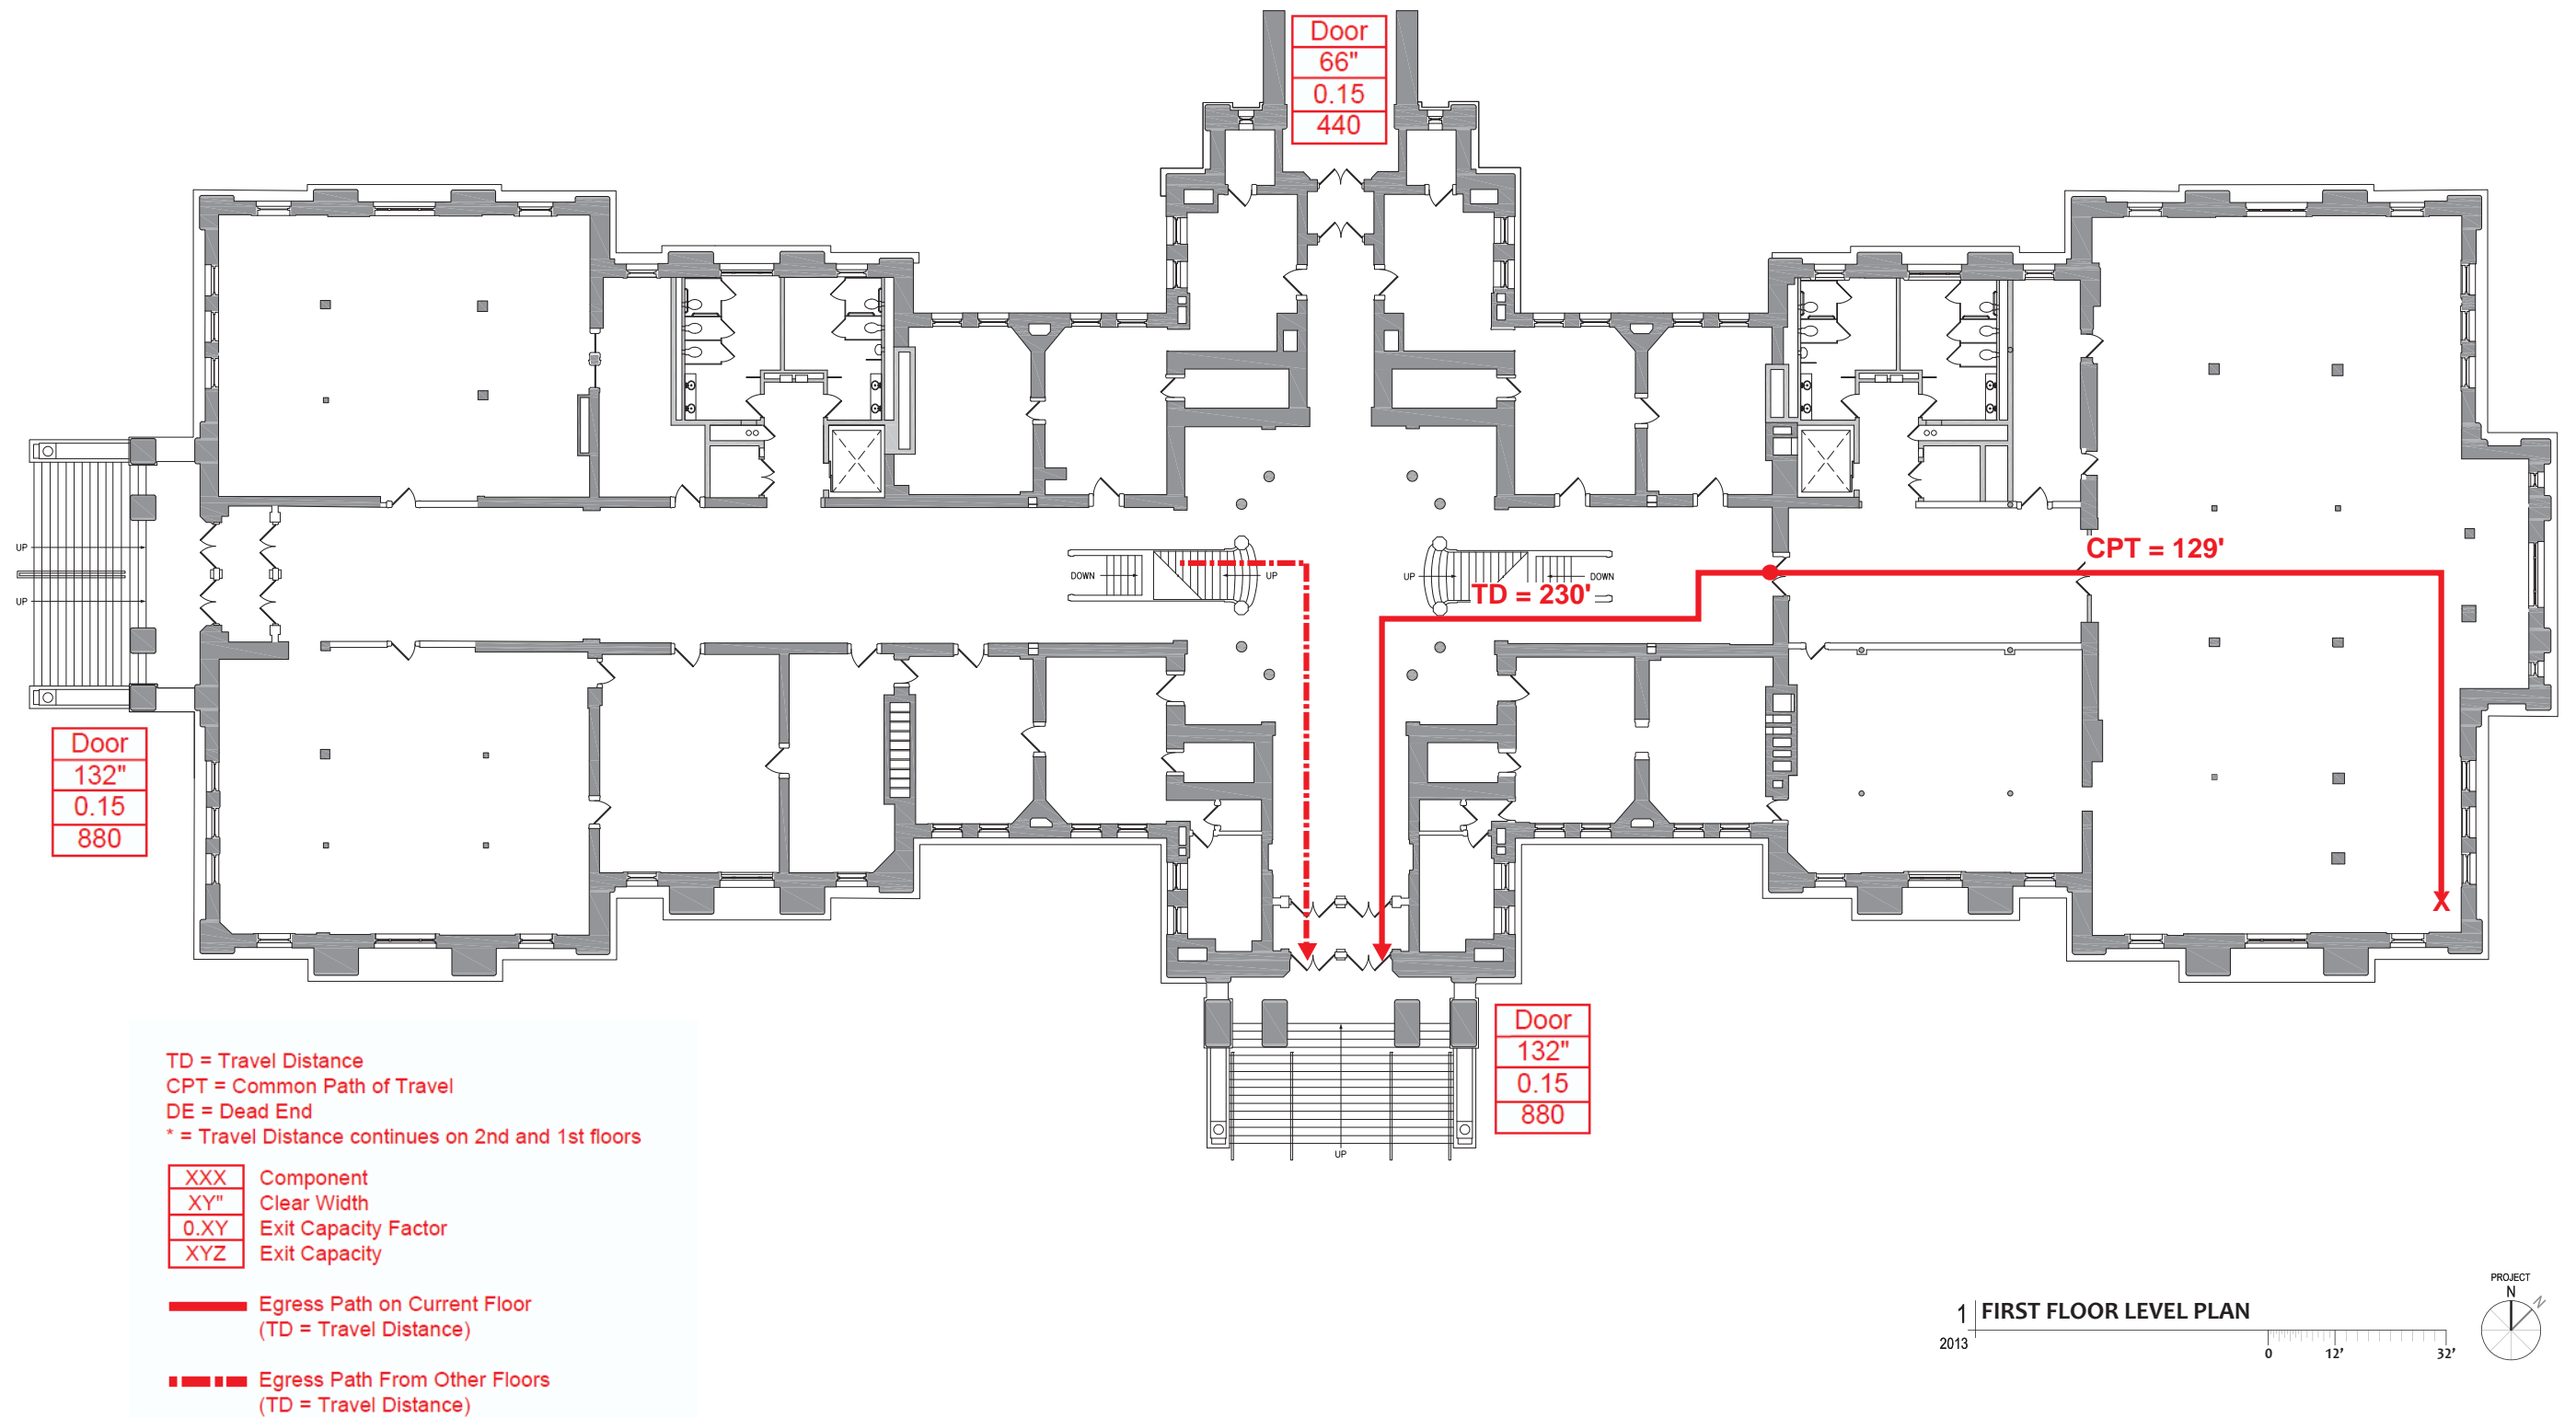 Door
66"
0.15
440
UP
UP
DOWN
UP
UP
DOWN
CPT = 129'
TD = 230'
Door
132"
0.15
880
Door
132"
0.15
880
UP
TD = Travel Distance
CPT = Common Path of Travel
DE = Dead End
* = Travel Distance continues on 2nd and 1st floors
XXX Component
XY" Clear Width
0.XY Exit Capacity Factor
XYZ Exit Capacity
Egress Path on Current Floor
(TD = Travel Distance)
Egress Path From Other Floors
(TD = Travel Distance)
X
1 FIRST FLOOR LEVEL PLAN
2013
0 12' 32'
PROJECT
N
N